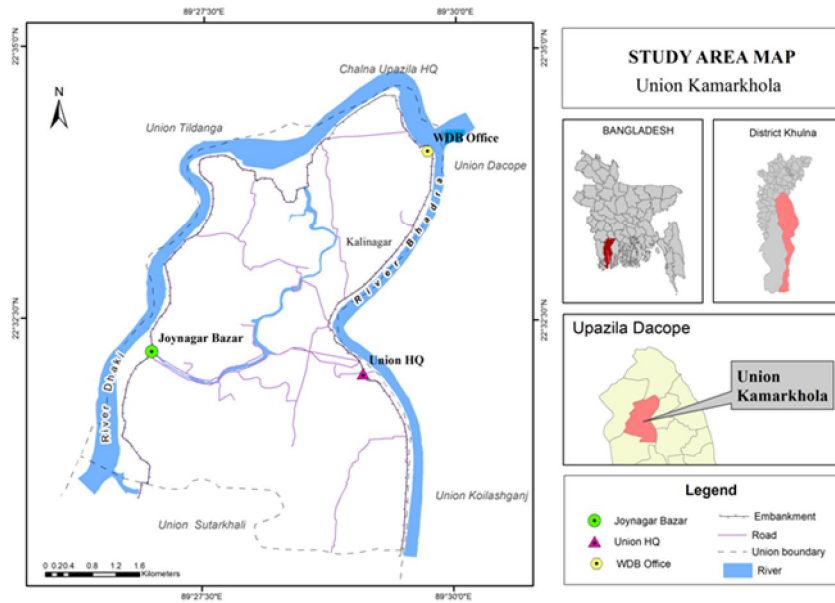 89°27'30"E
89°30'0"E
22°35'0"N
22°35'0"N
N
Chalna Upazila HQ
Union Tildanga
WDB Office
Union Dacope
Kalinagar
River Bhadra
22°32'30"N
22°32'30"N
Joynagar Bazar
Union HQ
River Dhaki
Union Koilashganj
Union Sutarkhali
0 0.2 0.4 0.8 1.2 1.6
Kilometers
89°27'30"E
89°30'0"E
STUDY AREA MAP
Union Kamarkhola
BANGLADESH
District Khulna
Upazila Dacope
Union
Kamarkhola
Legend
Joynagar Bazar
Union HQ
WDB Office
Embankment
Road
Union boundary
River